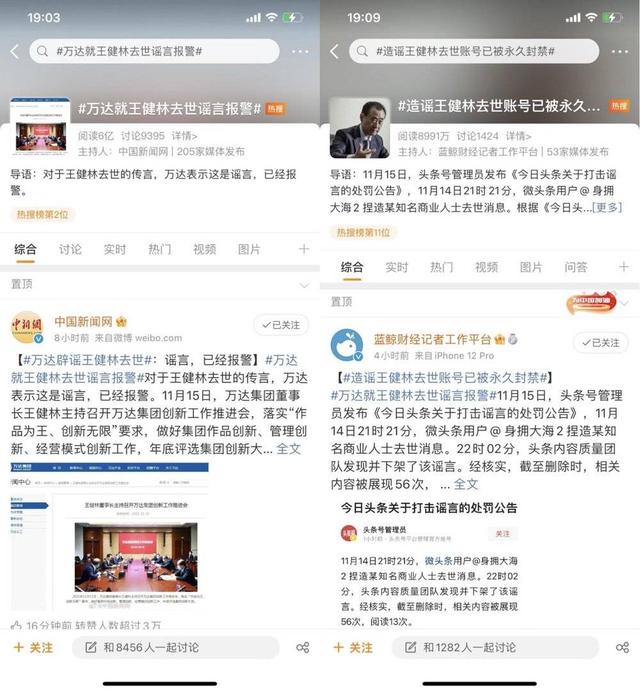 19:03
#万达就王健林去世谣言报警#
#万达就王健林去世谣言报警# 热搜
阅读6亿 讨论9395 详情>
主持人：中国新闻网 | 205家媒体发布
导语：对于王健林去世的传言，万达表示这是谣言，已经报
警。
热搜榜第2位
综合 讨论 实时 热门 视频 图片
置顶
中国新闻网
8小时前 来自微博 weibo.com
已关注
【#万达辟谣王健林去世#：谣言，已经报警】#万达
就王健林去世谣言报警#对于王健林去世的传言，万达
表示这是谣言，已经报警。11月15日，万达集团董事
长王健林主持召开万达集团创新工作推进会，落实“作
品为王、创新无限”要求，做好集团作品创新、管理创
新、经营模式创新工作，年底评选集团创新大... 全文
王健林董事长主持召开万达集团创新工作推进会
16分钟前 转赞人数超过3万
+ 关注
和8456人一起讨论
19:09
#造谣王健林去世账号已被永久封禁#
#造谣王健林去世账号已被永久... 热搜
阅读8991万 讨论1424 详情>
主持人：蓝鲸财经记者工作平台 | 53家媒体发布
导语：11月15日，头条号管理员发布《今日头条关于打击谣
言的处罚公告》，11月14日21时21分，微头条用户@身拥
大海2 捏造某知名商业人士去世消息。根据《今日头...[更多]
热搜榜第11位
综合 实时 热门 视频 图片 问答
置顶
为中国加油
蓝鲸财经记者工作平台
4小时前 来自iPhone 12 Pro
已关注
【#造谣王健林去世账号已被永久封禁#】
#万达就王健林去世谣言报警#11月15日，头条号管
理员发布《今日头条关于打击谣言的处罚公告》，11
月14日21时21分，微头条用户@身拥大海2 捏造某知
名商业人士去世消息。22时02分，头条内容质量团
队发现并下架了该谣言。经核实，截至删除时，相关
内容被展现56次， ... 全文
今日头条关于打击谣言的处罚公告
头条号管理员
1小时前 · 头条号平台管理官方账号
关注
11月14日21时21分，微头条用户@身拥大海
2 捏造某知名商业人士去世消息。22时02
分，头条内容质量团队发现并下架了该谣
言。经核实，截至删除时，相关内容被展现
56次，阅读13次。
+ 关注
和1282人一起讨论